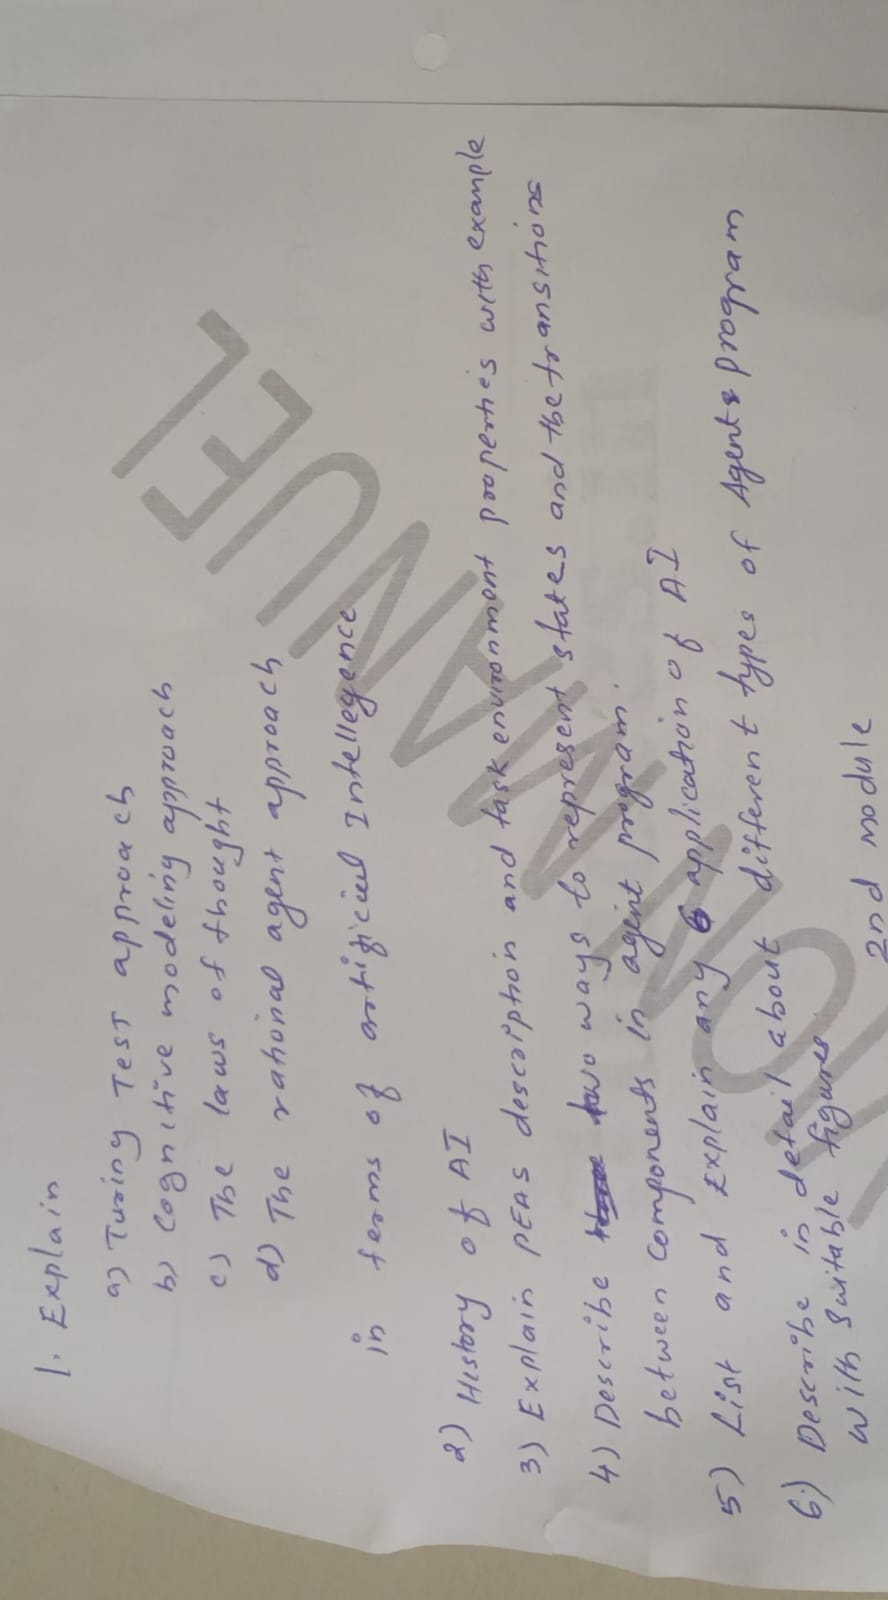 1. Explain
a) Turing TEST approach
b) Cognitive modeling approach
c) The laws of thought
d) The rational agent approach
in terms of artificial Intellegence
2) History of AI
3) Explain PEAS description and task environment properties with example
4) Describe two ways to represent states and the transitions
between components in agent program.
5) List and Explain any 6 application of AI
6) Describe in detail about different types of Agents program
with Suitable figures.
2nd module
MANUEL